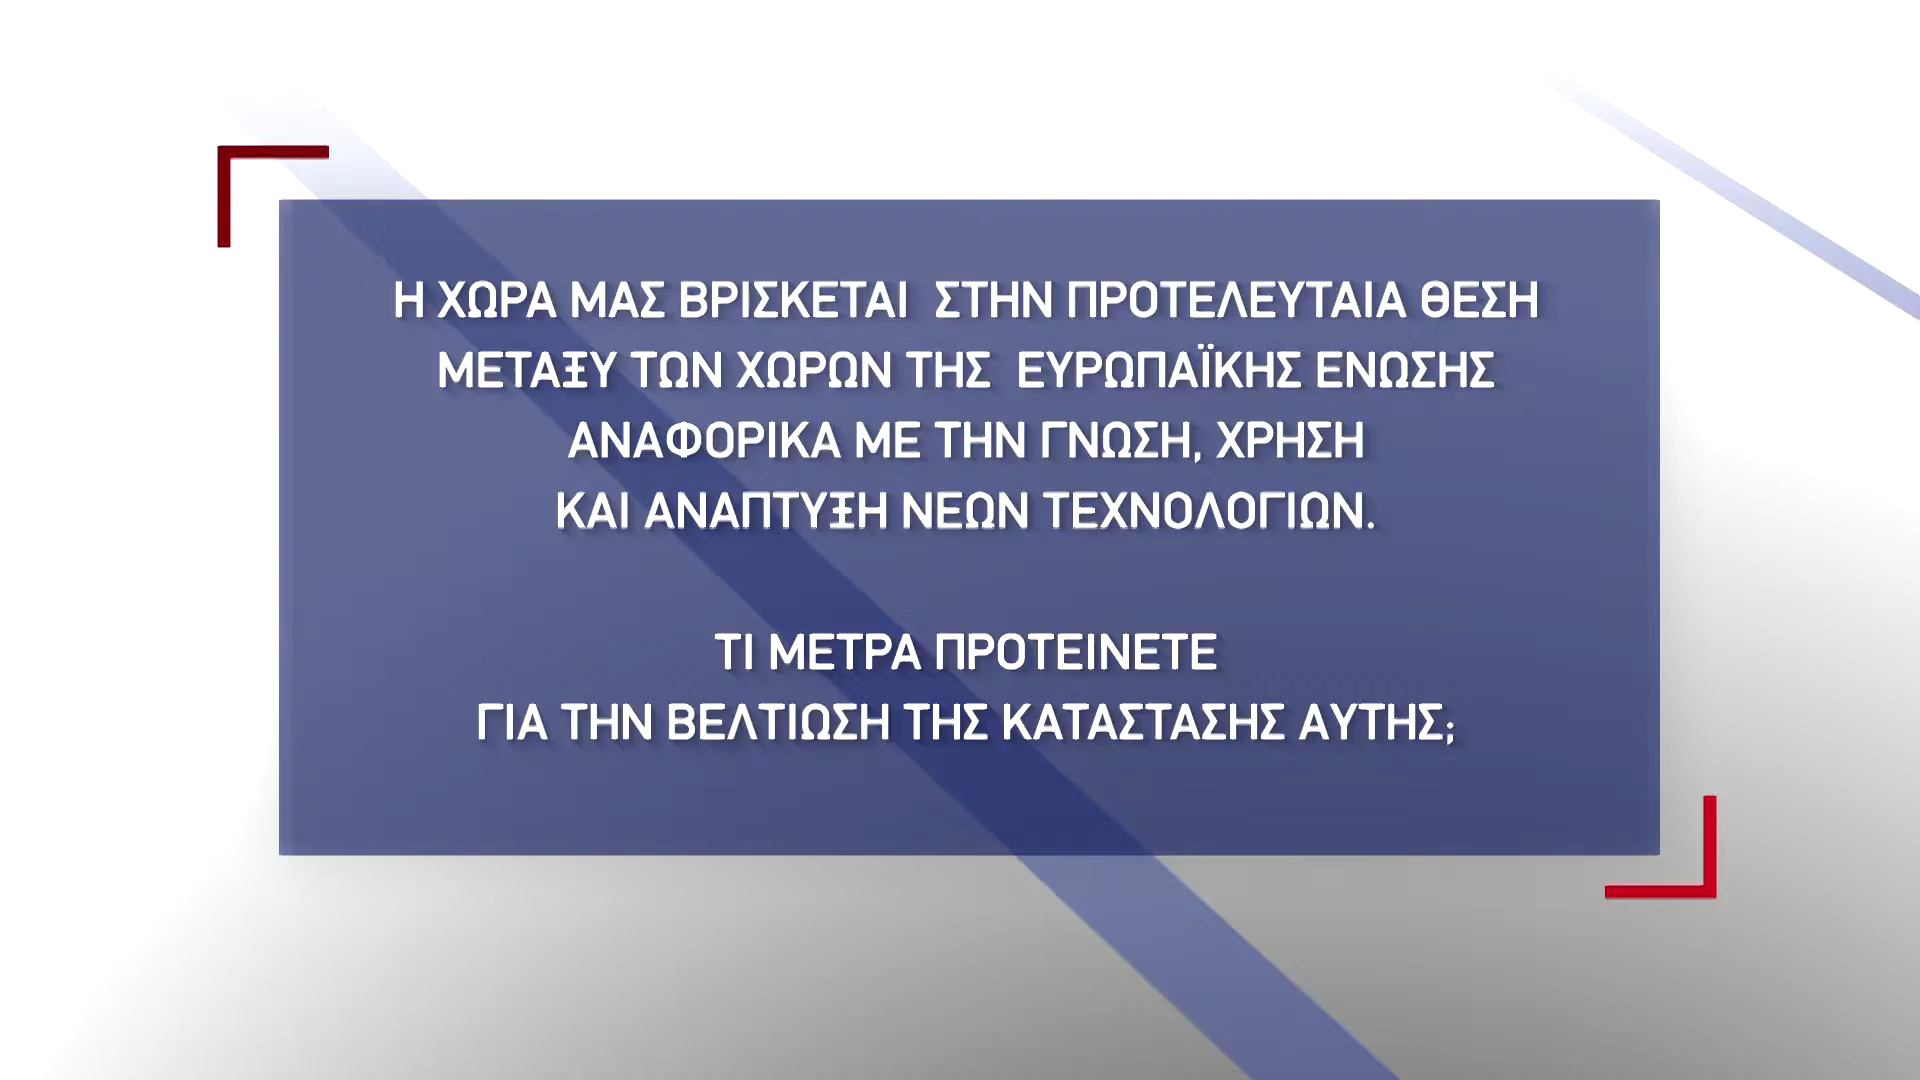 Η ΧΩΡΑ ΜΑΣ ΒΡΙΣΚΕΤΑΙ ΣΤΗΝ ΠΡΟΤΕΛΕΥΤΑΙΑ ΘΕΣΗ
ΜΕΤΑΞΥ ΤΩΝ ΧΩΡΩΝ ΤΗΣ ΕΥΡΩΠΑΪΚΗΣ ΕΝΩΣΗΣ
ΑΝΑΦΟΡΙΚΑ ΜΕ ΤΗΝ ΓΝΩΣΗ, ΧΡΗΣΗ
ΚΑΙ ΑΝΑΠΤΥΞΗ ΝΕΩΝ ΤΕΧΝΟΛΟΓΙΩΝ.
ΤΙ ΜΕΤΡΑ ΠΡΟΤΕΙΝΕΤΕ
ΓΙΑ ΤΗΝ ΒΕΛΤΙΩΣΗ ΤΗΣ ΚΑΤΑΣΤΑΣΗΣ ΑΥΤΗΣ;